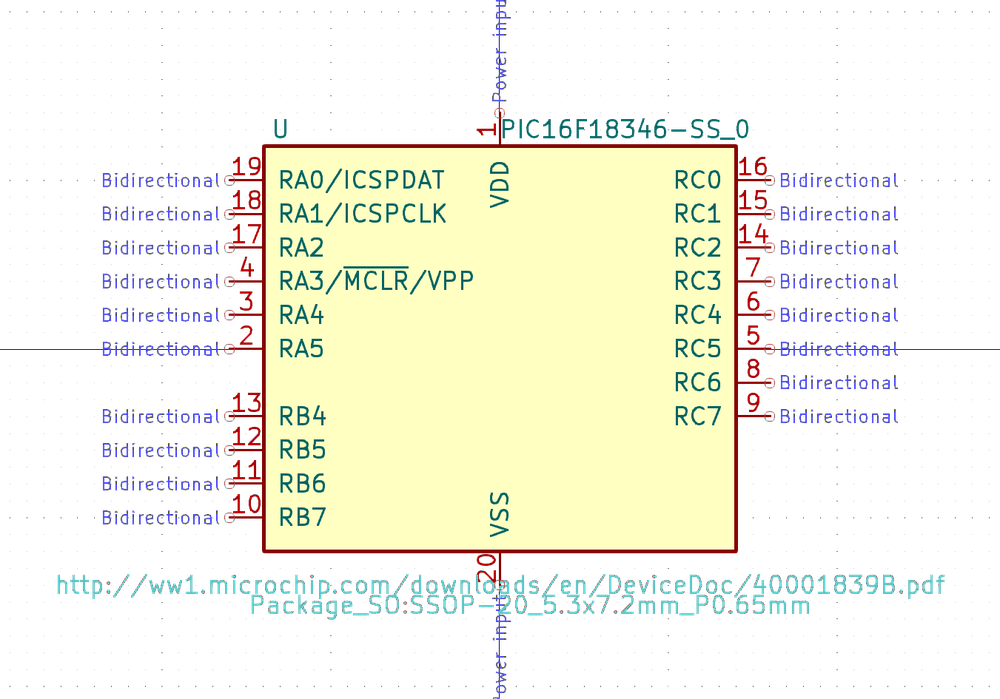 Power input
U
1
PIC16F18346-SS_0
VDD
Bidirectional 19 RA0/ICSPDAT RC0 16 Bidirectional
Bidirectional 18 RA1/ICSPCLK RC1 15 Bidirectional
Bidirectional 17 RA2 RC2 14 Bidirectional
Bidirectional 4 RA3/MCLR/VPP RC3 7 Bidirectional
Bidirectional 3 RA4 RC4 6 Bidirectional
Bidirectional 2 RA5 RC5 5 Bidirectional
RC6 8 Bidirectional
Bidirectional 13 RB4 RC7 9 Bidirectional
Bidirectional 12 RB5
Bidirectional 11 RB6
Bidirectional 10 RB7
VSS
20
http://ww1.microchip.com/downloads/en/DeviceDoc/40001839B.pdf
Package_SO:SSOP-20_5.3x7.2mm_P0.65mm
ower input